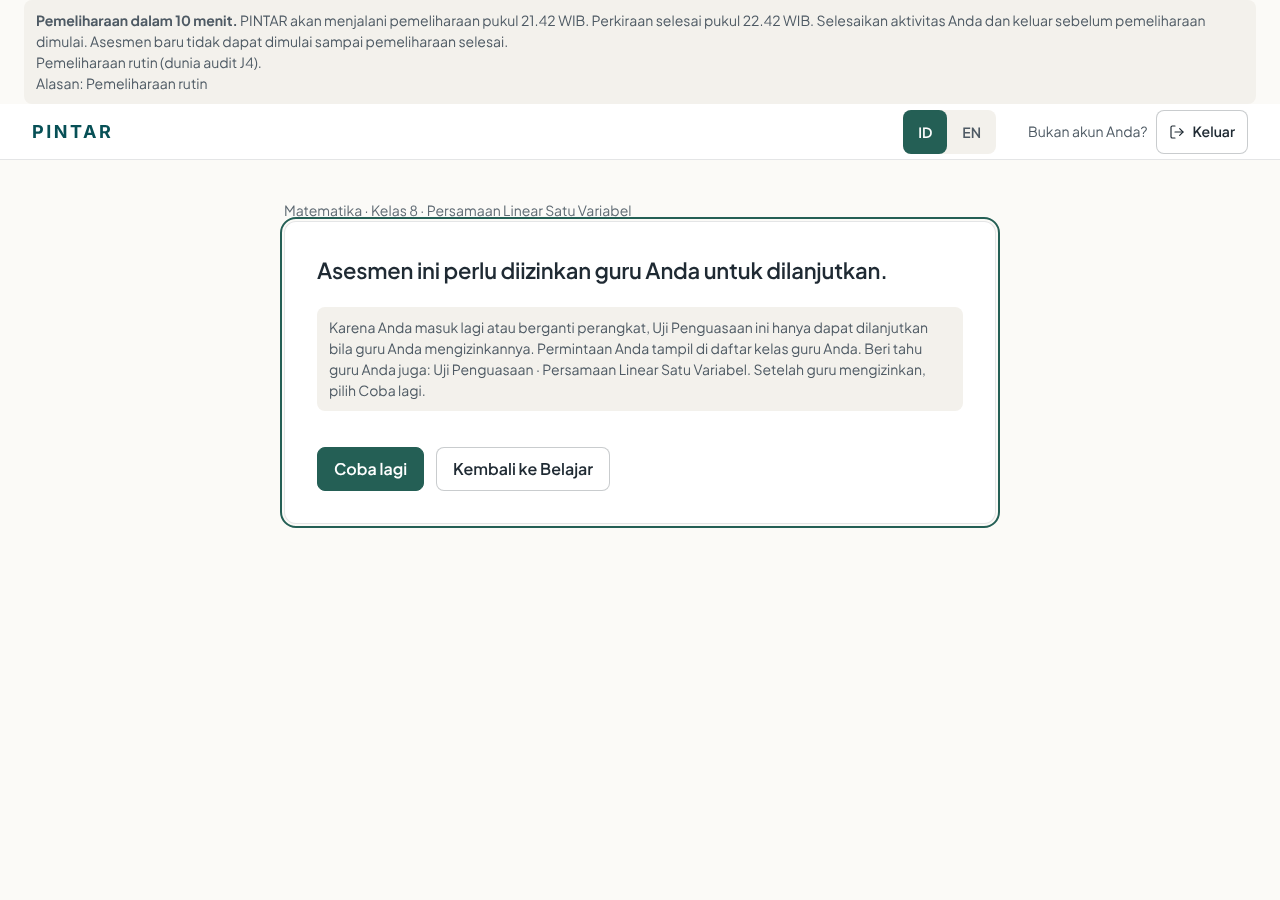 Pemeliharaan dalam 10 menit. PINTAR akan menjalani pemeliharaan pukul 21.42 WIB. Perkiraan selesai pukul 22.42 WIB. Selesaikan aktivitas Anda dan keluar sebelum pemeliharaan
dimulai. Asesmen baru tidak dapat dimulai sampai pemeliharaan selesai.
Pemeliharaan rutin (dunia audit J4).
Alasan: Pemeliharaan rutin
PINTAR
ID
EN
Bukan akun Anda?
Keluar
Matematika · Kelas 8 · Persamaan Linear Satu Variabel
Asesmen ini perlu diizinkan guru Anda untuk dilanjutkan.
Karena Anda masuk lagi atau berganti perangkat, Uji Penguasaan ini hanya dapat dilanjutkan
bila guru Anda mengizinkannya. Permintaan Anda tampil di daftar kelas guru Anda. Beri tahu
guru Anda juga: Uji Penguasaan · Persamaan Linear Satu Variabel. Setelah guru mengizinkan,
pilih Coba lagi.
Coba lagi
Kembali ke Belajar